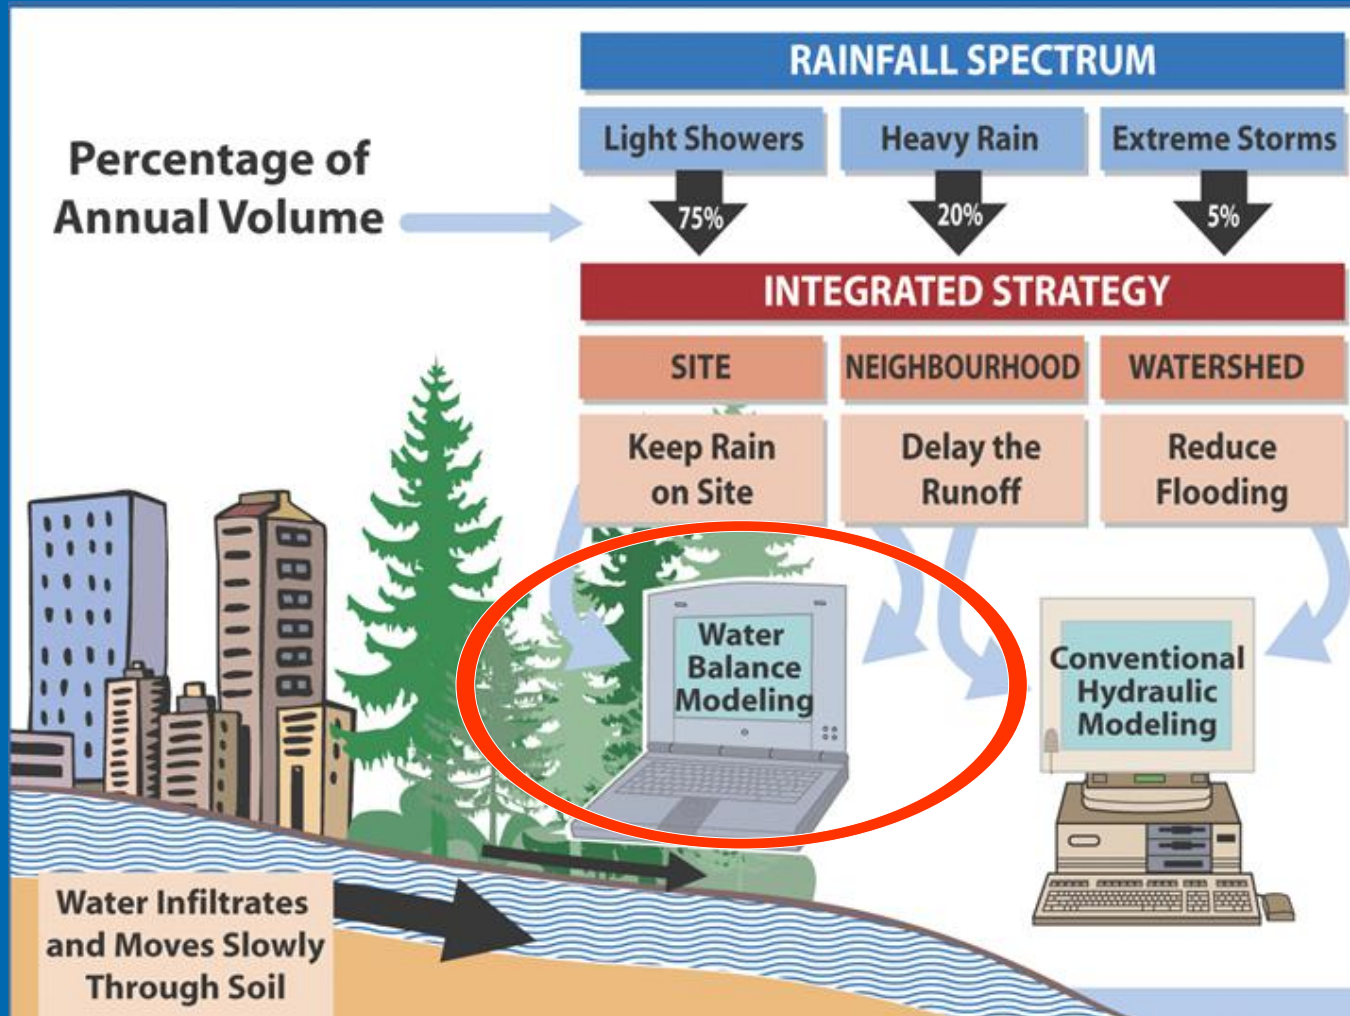 RAINFALL SPECTRUM
Light Showers
Heavy Rain
Extreme Storms
Percentage of
Annual Volume
75%
20%
5%
INTEGRATED STRATEGY
SITE
NEIGHBOURHOOD
WATERSHED
Keep Rain
on Site
Delay the
Runoff
Reduce
Flooding
Water
Balance
Modeling
Conventional
Hydraulic
Modeling
Water Infiltrates
and Moves Slowly
Through Soil